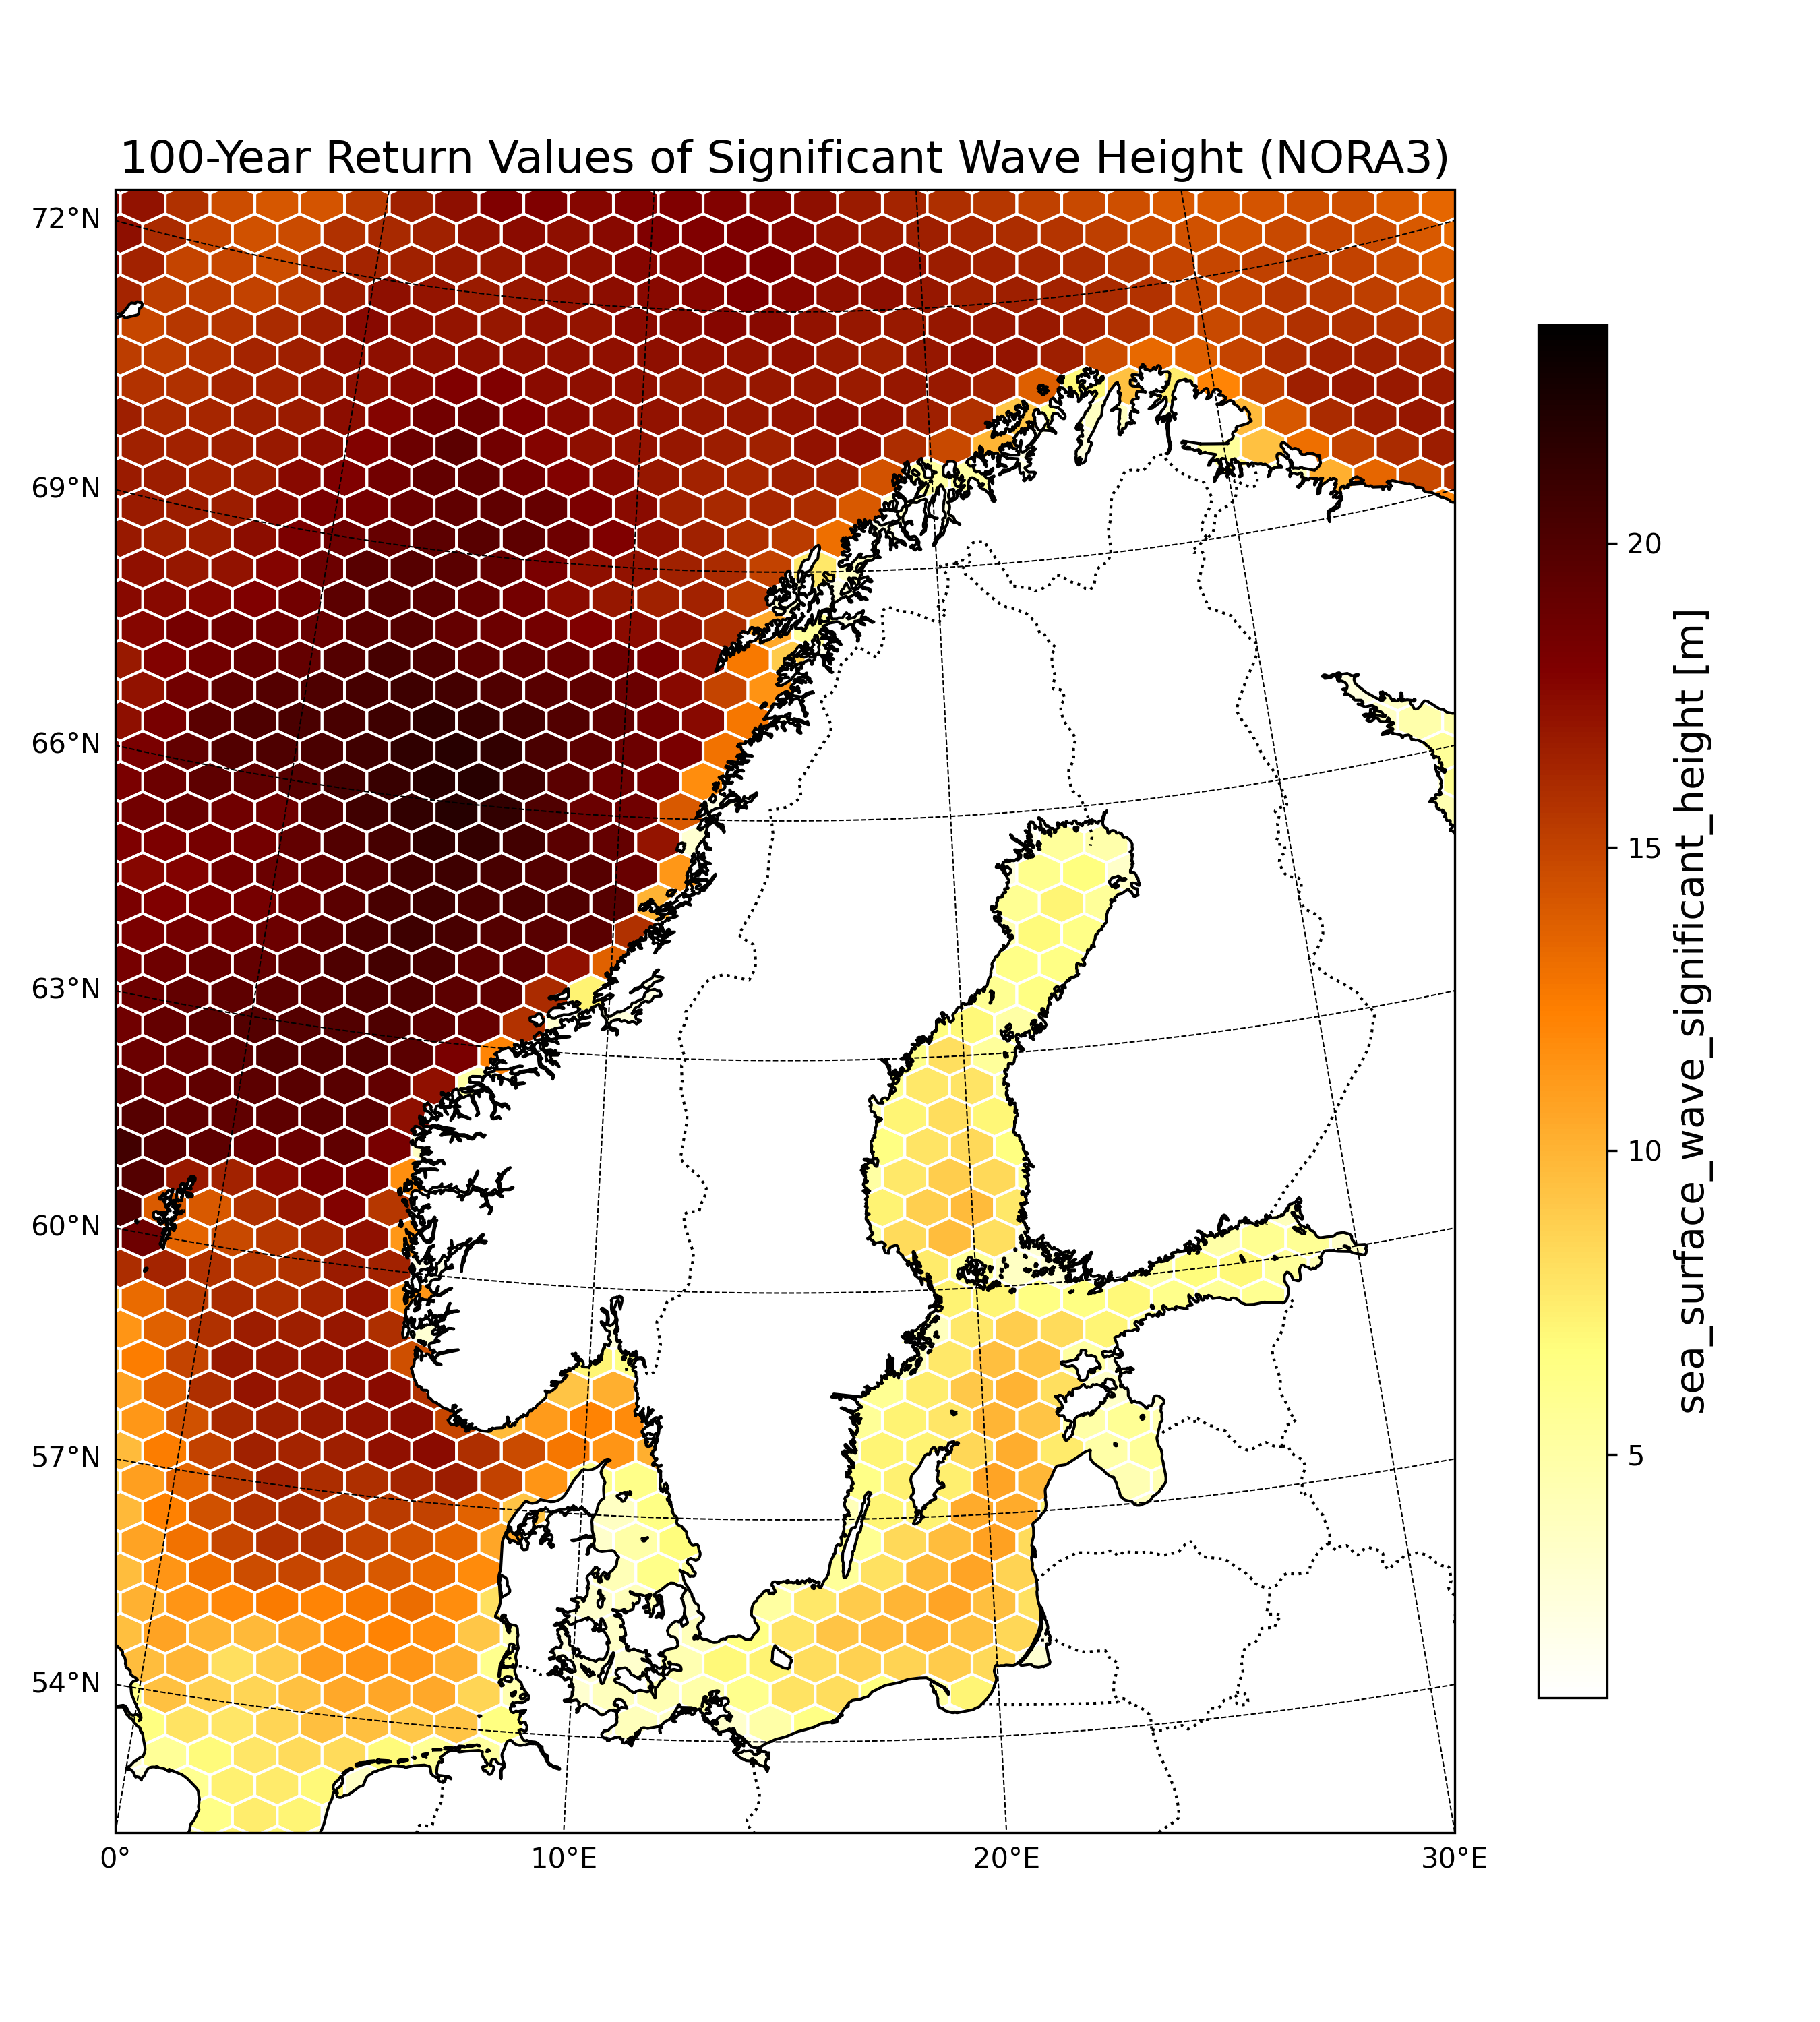 100-Year Return Values of Significant Wave Height (NORA3)
72°N
69°N
66°N
63°N
60°N
57°N
54°N
0°
10°E
20°E
30°E
20
15
10
5
sea_surface_wave_significant_height [m]